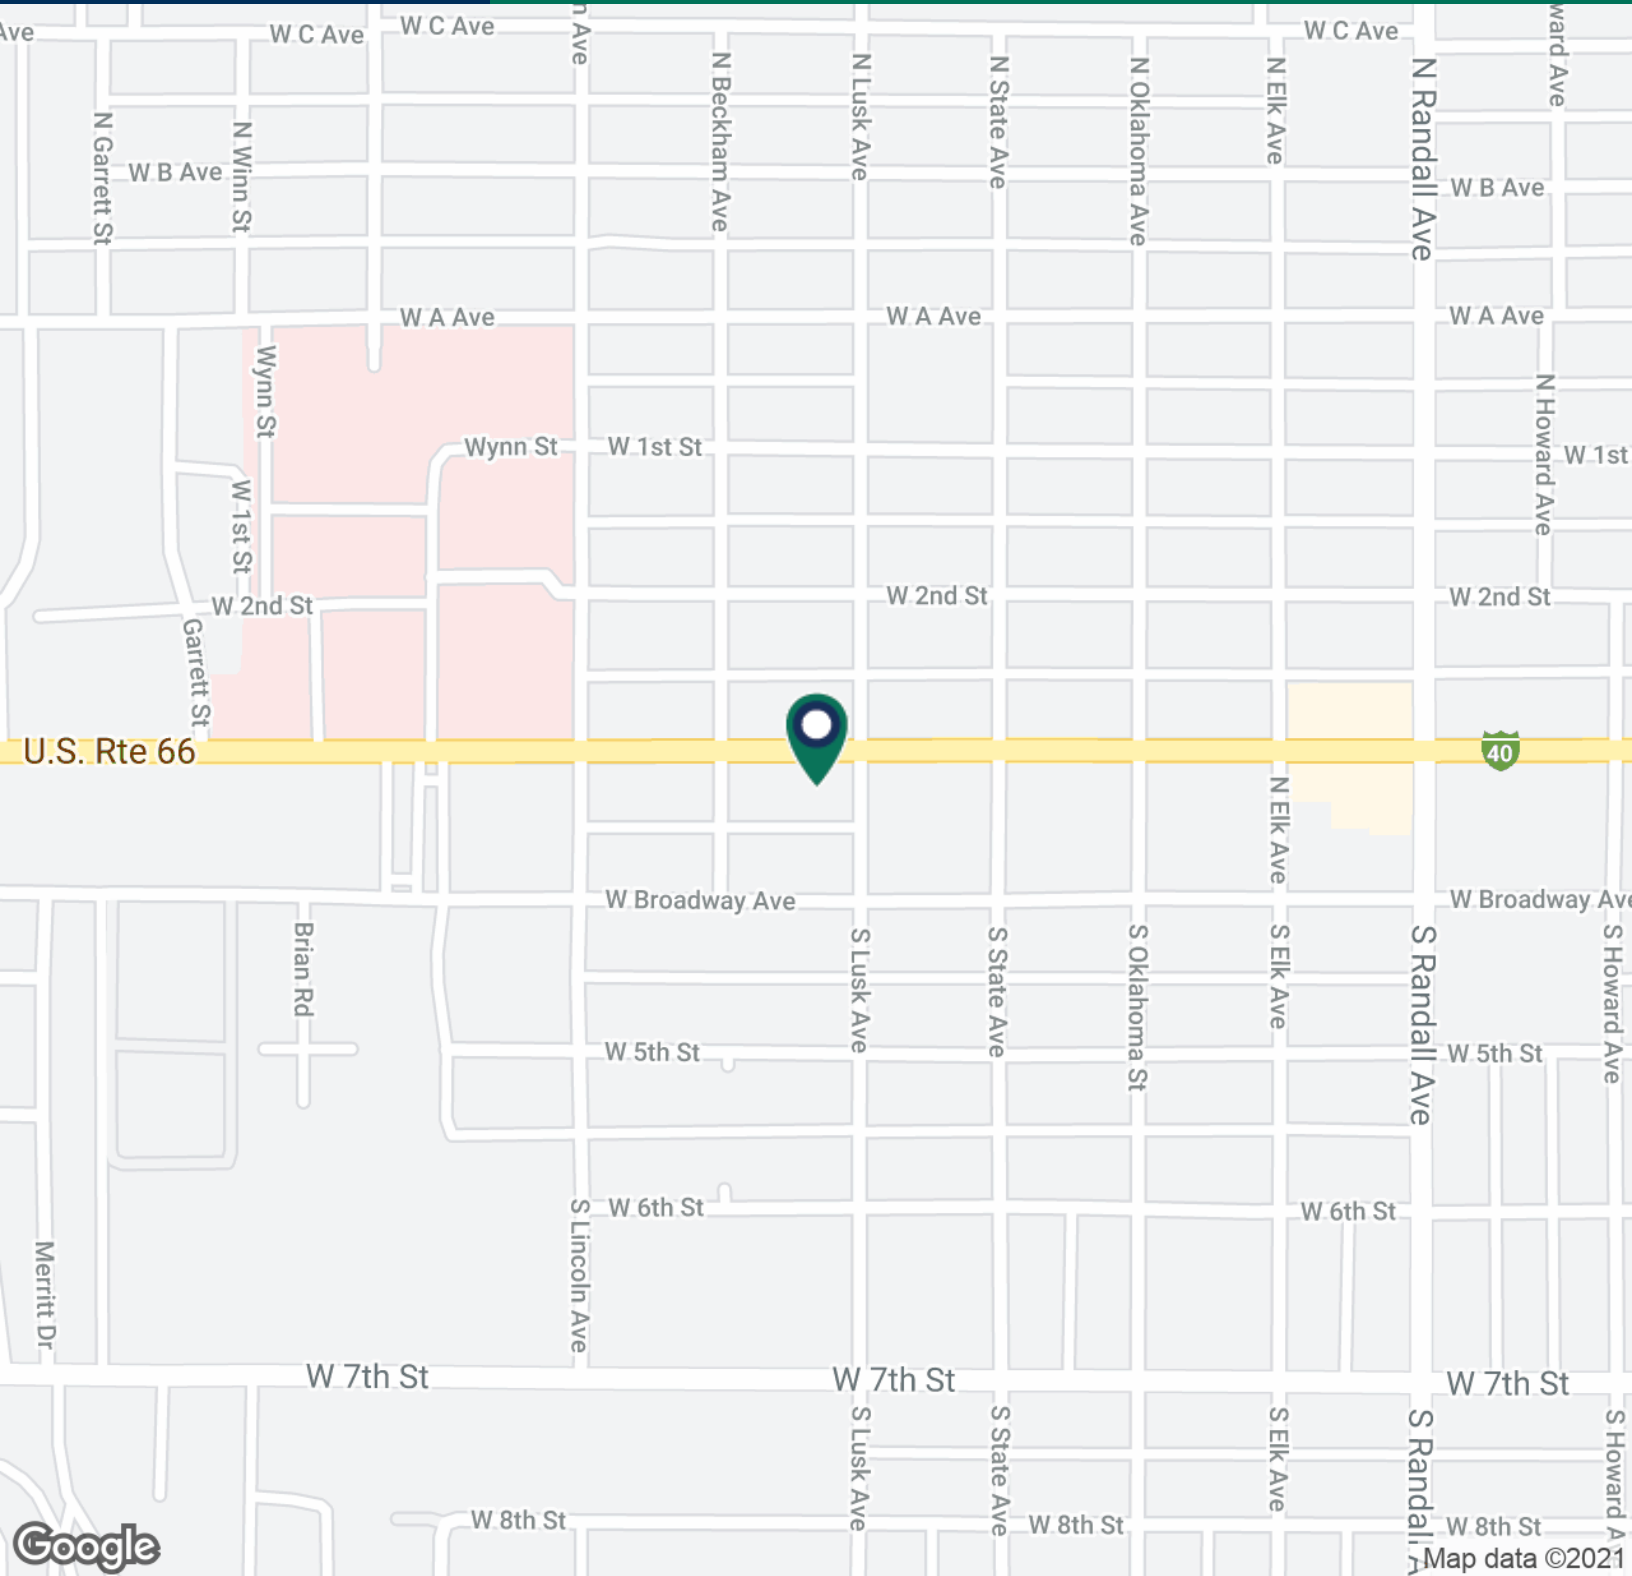 Ave
W C Ave
W C Ave
W C Ave
n Ave
ward Ave
N Garrett St
N Winn St
N Beckham Ave
N Lusk Ave
N State Ave
N Oklahoma Ave
N Elk Ave
N Randall Ave
W B Ave
W B Ave
W A Ave
W A Ave
W A Ave
Wynn St
N Howard Ave
Wynn St
W 1st St
W 1st
W 1st St
W 2nd St
W 2nd St
W 2nd St
Garrett St
U.S. Rte 66
40
N Elk Ave
W Broadway Ave
W Broadway Ave
Brian Rd
S Lusk Ave
S State Ave
S Oklahoma St
S Elk Ave
S Randall Ave
S Howard Ave
W 5th St
W 5th St
W 6th St
W 6th St
S Lincoln Ave
Merritt Dr
W 7th St
W 7th St
W 7th St
S Lusk Ave
S State Ave
S Elk Ave
S Randall A
S Howard A
W 8th St
W 8th St
W 8th St
Google
Map data ©2021